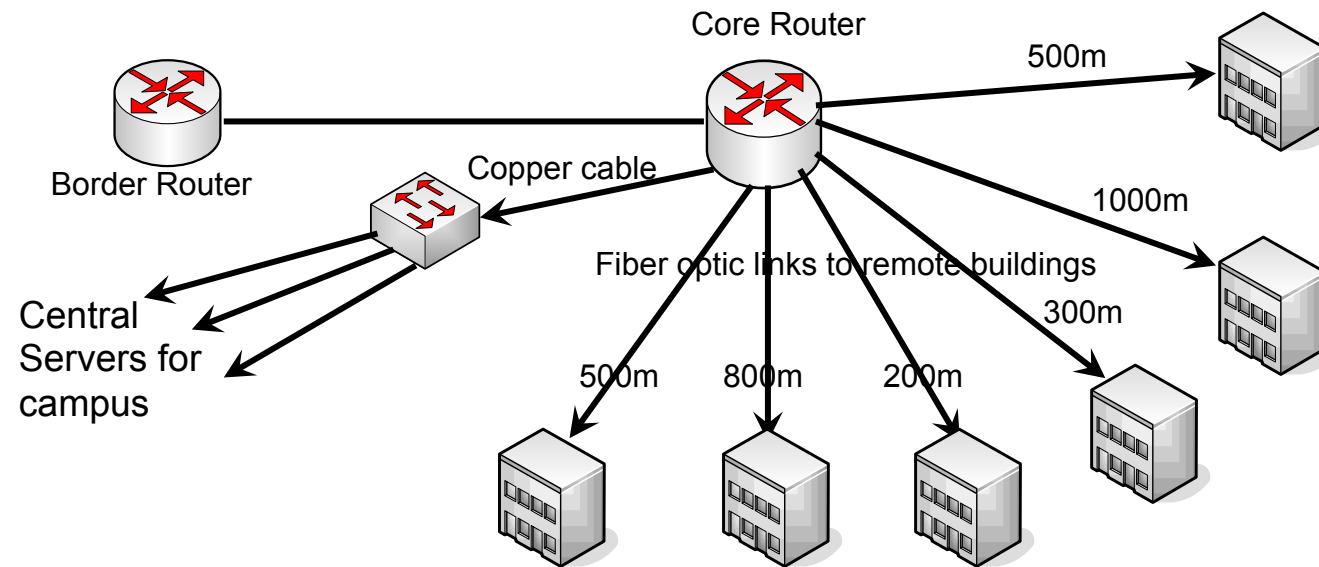 Core Router
500m
Border Router
Copper cable
1000m
Fiber optic links to remote buildings
300m
Central
Servers for
campus
500m
800m
200m